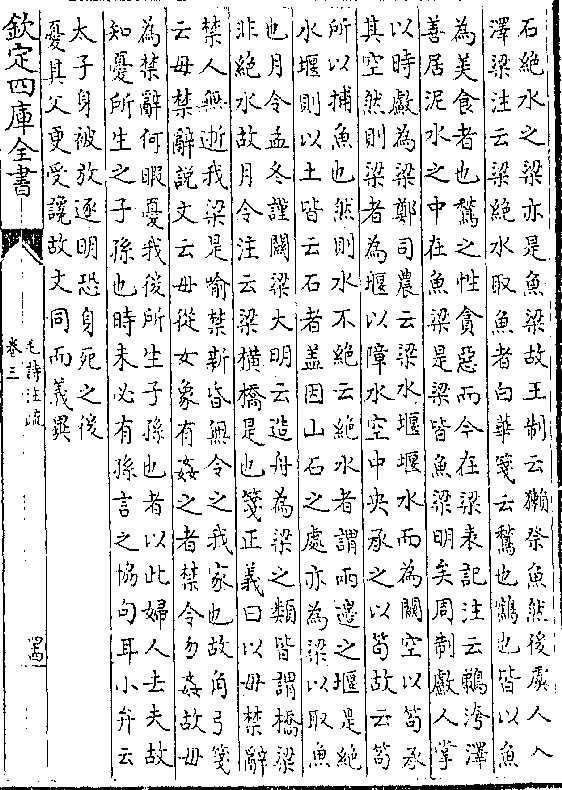 石絶水之梁亦是魚梁故王制云獺祭魚然後虞人入
澤梁注云梁絶水取魚者白華箋云鶖也鶴也皆以魚
為美食者也鶖之性貪惡而今在梁表記注云鵜洿澤
善居泥水之中在魚梁是梁皆魚梁明矣周制䱷人掌
以時䱷為梁鄭司農云梁水堰堰水而為關空以笱承
其空然則梁者為堰以障水空中央承之以笱故云笱
所以捕魚也然則水不絶云絶水者謂兩邉之堰是絶
水堰則以土皆云石者盖因山石之處亦為梁以取魚
也月令孟冬謹關梁大明云造舟為梁之類皆謂橋梁
非絶水故月令注云梁横橋是也箋正義曰以毋禁辭
禁人無逝我梁是喻禁新昏無令之我家也故角弓箋
云毋禁辭説文云毋從女象有姦之者禁令勿姦故毋
為禁辭何暇憂我後所生子孫也者以此婦人去夫故
知憂所生之子孫也時未必有孫言之協句耳小弁云
太子身被放逐明恐身死之後
憂其父更受讒故文同而義異
欽定四庫全書
毛詩注疏
卷三